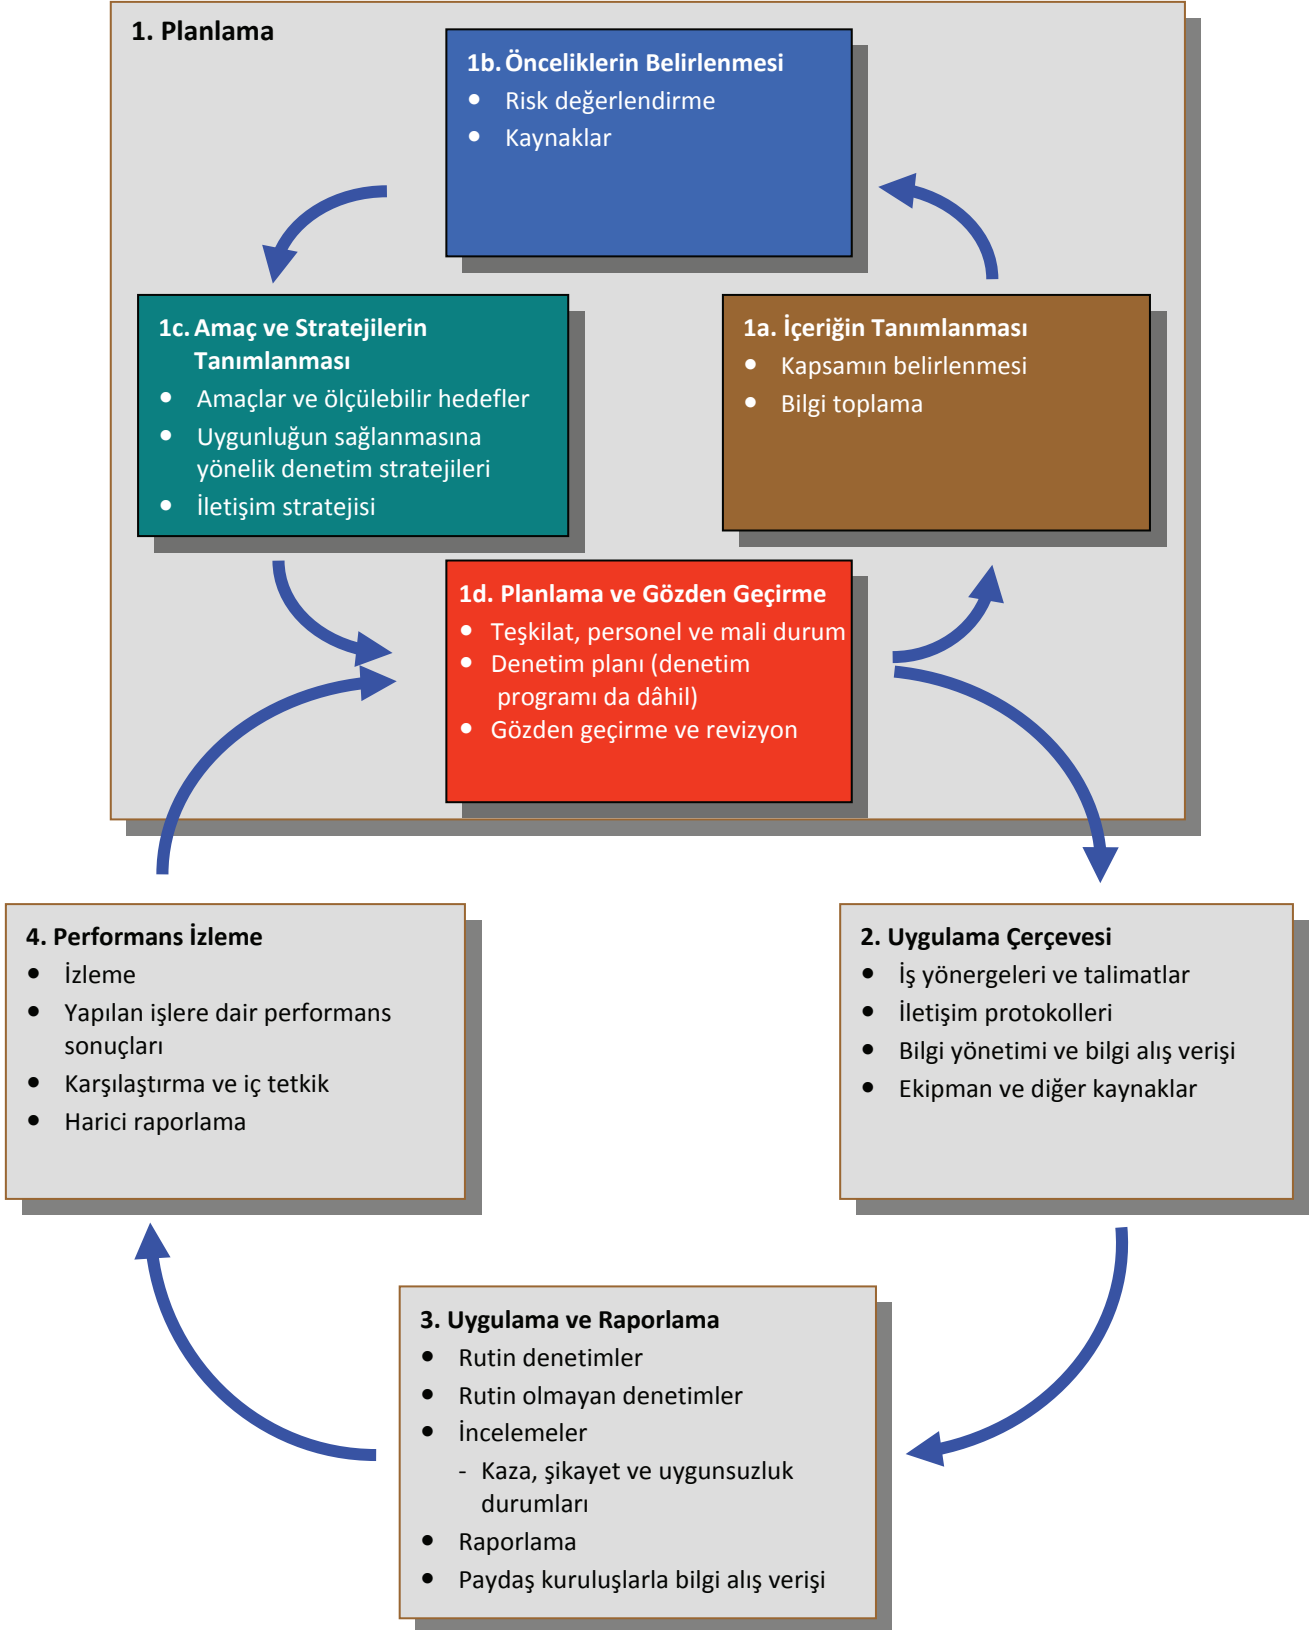 1. Planlama
1b. Önceliklerin Belirlenmesi
• Risk değerlendirme
• Kaynaklar
1c. Amaç ve Stratejilerin
Tanımlanması
• Amaçlar ve ölçülebilir hedefler
• Uygunluğun sağlanmasına
yönelik denetim stratejileri
• İletişim stratejisi
1a. İçeriğin Tanımlanması
• Kapsamın belirlenmesi
• Bilgi toplama
1d. Planlama ve Gözden Geçirme
• Teşkilat, personel ve mali durum
• Denetim planı (denetim
programı da dâhil)
• Gözden geçirme ve revizyon
4. Performans İzleme
• İzleme
• Yapılan işlere dair performans
sonuçları
• Karşılaştırma ve iç tetkik
• Harici raporlama
2. Uygulama Çerçevesi
• İş yönergeleri ve talimatlar
• İletişim protokolleri
• Bilgi yönetimi ve bilgi alış verişi
• Ekipman ve diğer kaynaklar
3. Uygulama ve Raporlama
• Rutin denetimler
• Rutin olmayan denetimler
• İncelemeler
- Kaza, şikayet ve uygunsuzluk
durumları
• Raporlama
• Paydaş kuruluşlarla bilgi alış verişi